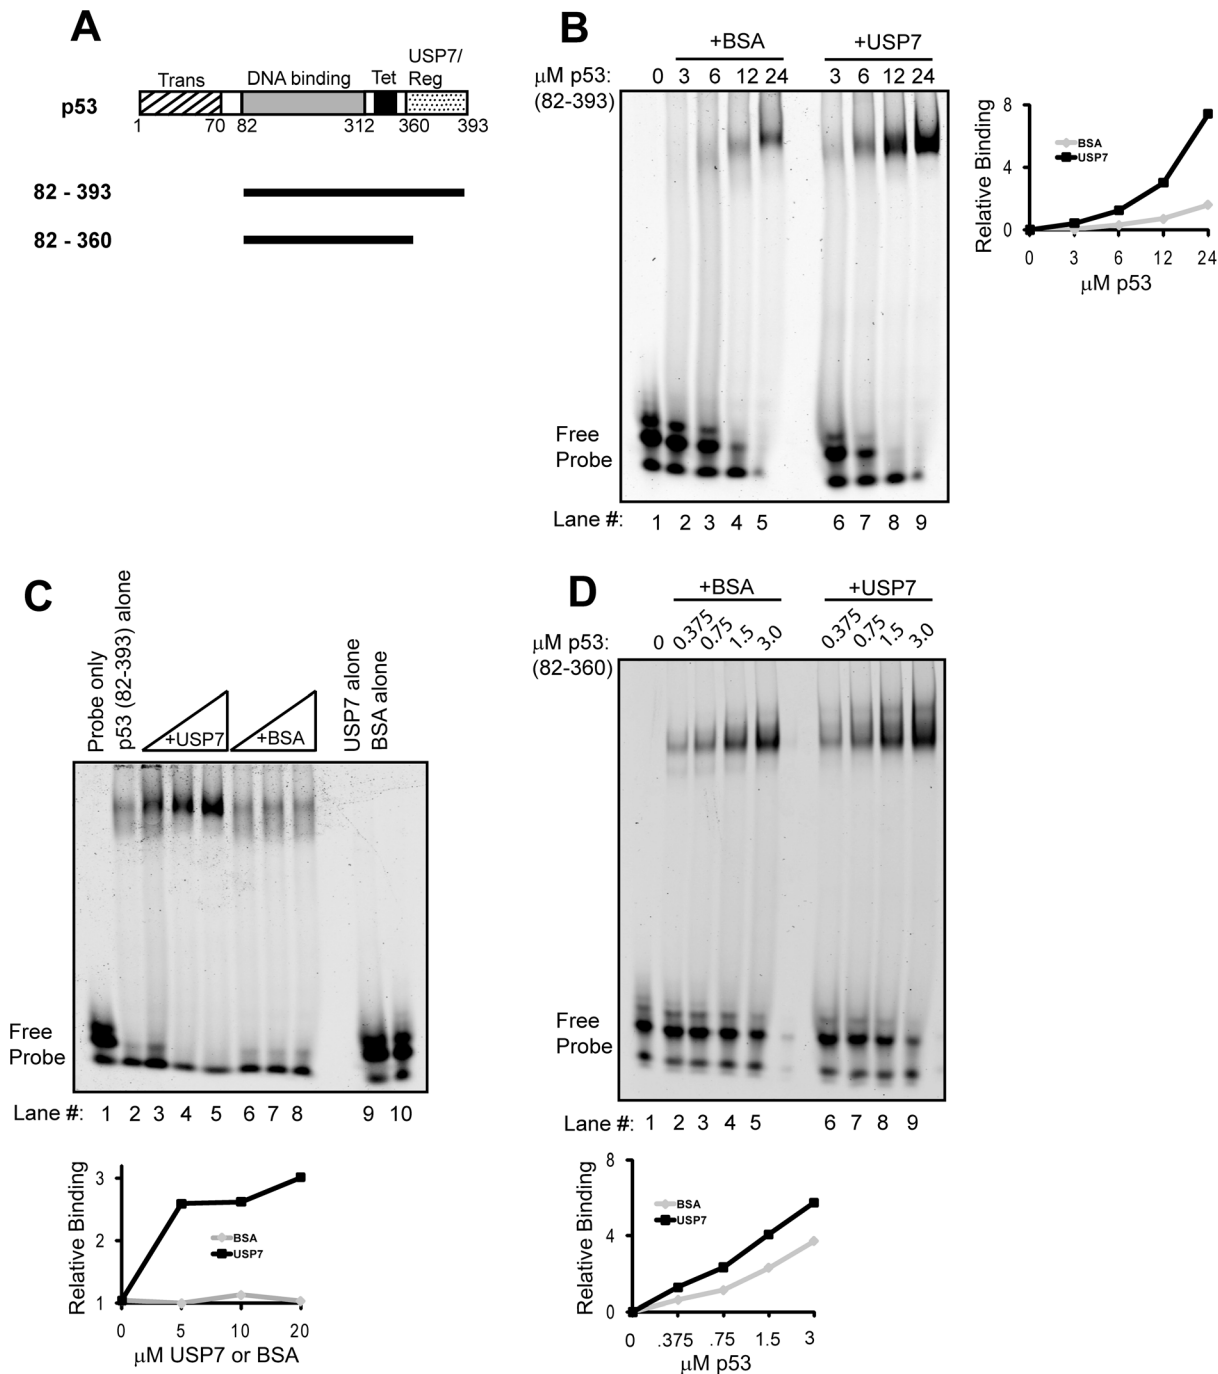 A
Trans
DNA binding
Tet
USP7/
Reg
p53
1
70
82
312
360
393
82 - 393
82 - 360
B
+BSA
+USP7
μM p53:
0 3 6 12 24 3 6 12 24
(82-393)
Free
Probe
Lane #: 1 2 3 4 5 6 7 8 9
8
4
0
Relative Binding
BSA
USP7
0 3 6 12 24
μM p53
C
Probe only
p53 (82-393) alone
+USP7
+BSA
USP7 alone
BSA alone
Free
Probe
Lane #: 1 2 3 4 5 6 7 8 9 10
3
2
1
Relative Binding
BSA
USP7
0 5 10 20
μM USP7 or BSA
D
+BSA
+USP7
μM p53:
0 0.375 0.75 1.5 3.0 0.375 0.75 1.5 3.0
(82-360)
Free
Probe
Lane #: 1 2 3 4 5 6 7 8 9
8
4
0
Relative Binding
BSA
USP7
0 .375 .75 1.5 3
μM p53